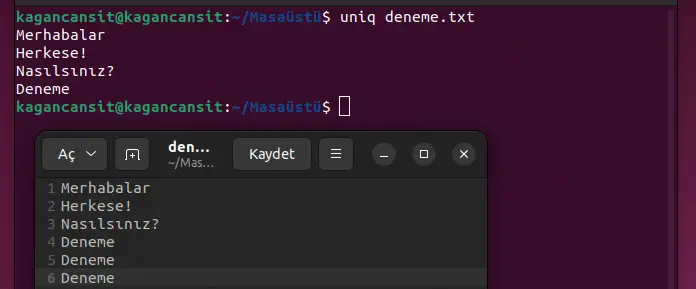 kagancansit@kagancansit:~/Masaüstü$ uniq deneme.txt
Merhabalar
Herkese!
Nasılsınız?
Deneme
kagancansit@kagancansit:~/Masaüstü$
Aç
den...
~/Mas...
Kaydet
1 Merhabalar
2 Herkese!
3 Nasılsınız?
4 Deneme
5 Deneme
6 Deneme